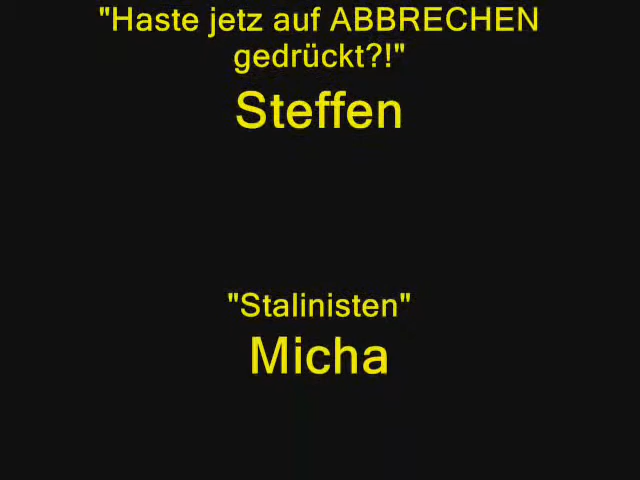 "Haste jetz auf ABBRECHEN
gedrückt?!"
Steffen
"Stalinisten"
Micha